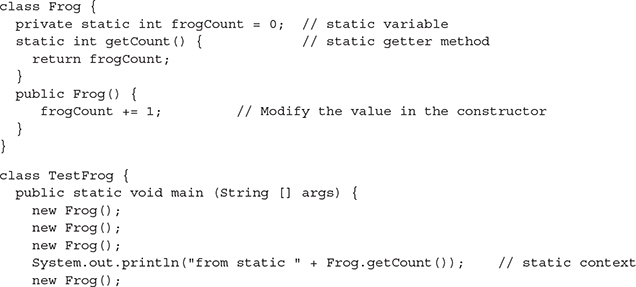 class Frog {
  private static int frogCount = 0;  // static variable
  static int getCount() {            // static getter method
    return frogCount;
  }
  public Frog() {
     frogCount += 1;         // Modify the value in the constructor
  }
}
class TestFrog {
  public static void main (String [] args) {
    new Frog();
    new Frog();
    new Frog();
    System.out.println("from static " + Frog.getCount());    // static context
    new Frog();